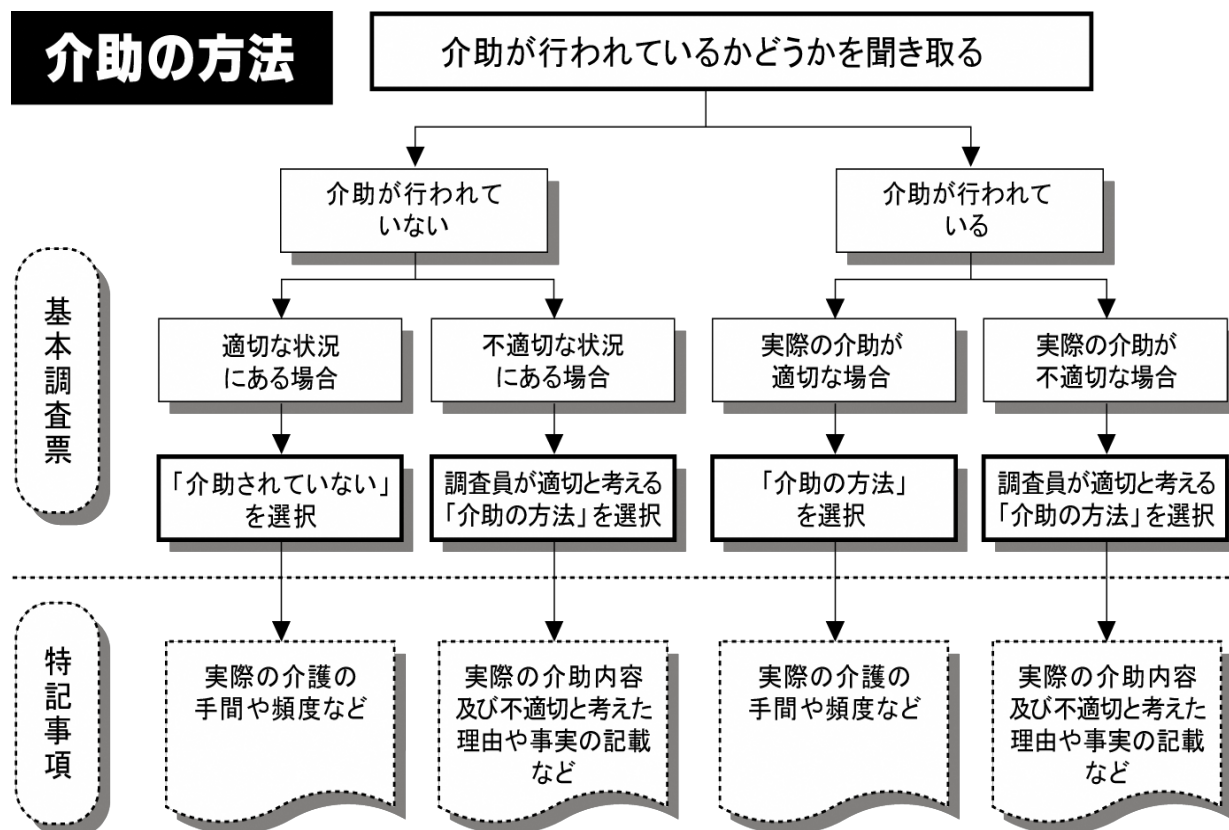 介助の方法
介助が行われているかどうかを聞き取る
介助が行われて
いない
介助が行われて
いる
基本調査票
適切な状況
にある場合
不適切な状況
にある場合
実際の介助が
適切な場合
実際の介助が
不適切な場合
「介助されていない」
を選択
調査員が適切と考える
「介助の方法」を選択
「介助の方法」
を選択
調査員が適切と考える
「介助の方法」を選択
特記事項
実際の介護の
手間や頻度など
実際の介助内容
及び不適切と考えた
理由や事実の記載
など
実際の介護の
手間や頻度など
実際の介助内容
及び不適切と考えた
理由や事実の記載
など